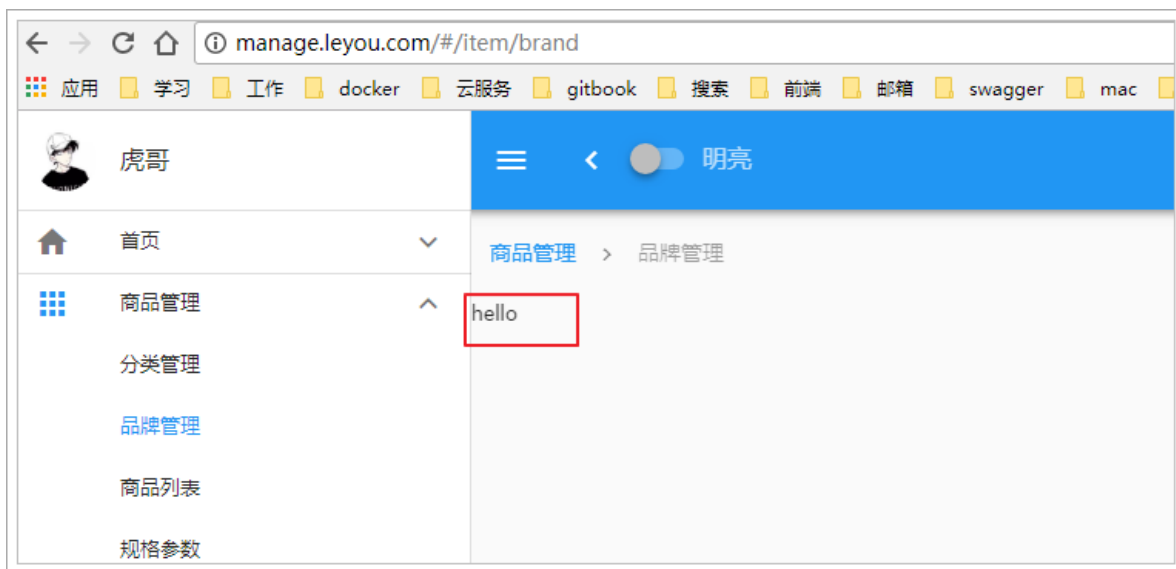 manage.leyou.com/#/item/brand
应用 学习 工作 docker 云服务 gitbook 搜索 前端 邮箱 swagger mac
虎哥
明亮
首页
商品管理 > 品牌管理
商品管理
hello
分类管理
品牌管理
商品列表
规格参数